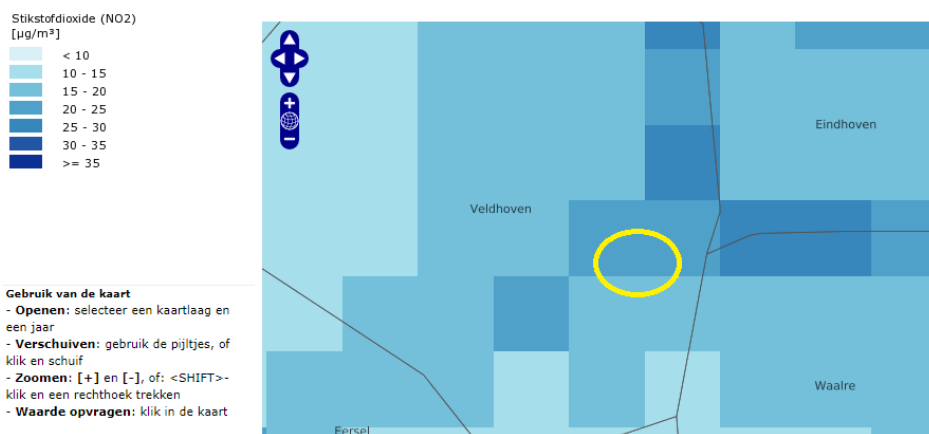 Stikstofdioxide (NO2)
[µg/m³]
< 10
10 - 15
15 - 20
20 - 25
25 - 30
30 - 35
>= 35
Eindhoven
Veldhoven
Waalre
Eersel
Gebruik van de kaart
- Openen: selecteer een kaartlaag en
een jaar
- Verschuiven: gebruik de pijltjes, of
klik en schuif
- Zoomen: [+] en [-], of: <SHIFT>-
klik en een rechthoek trekken
- Waarde opvragen: klik in de kaart